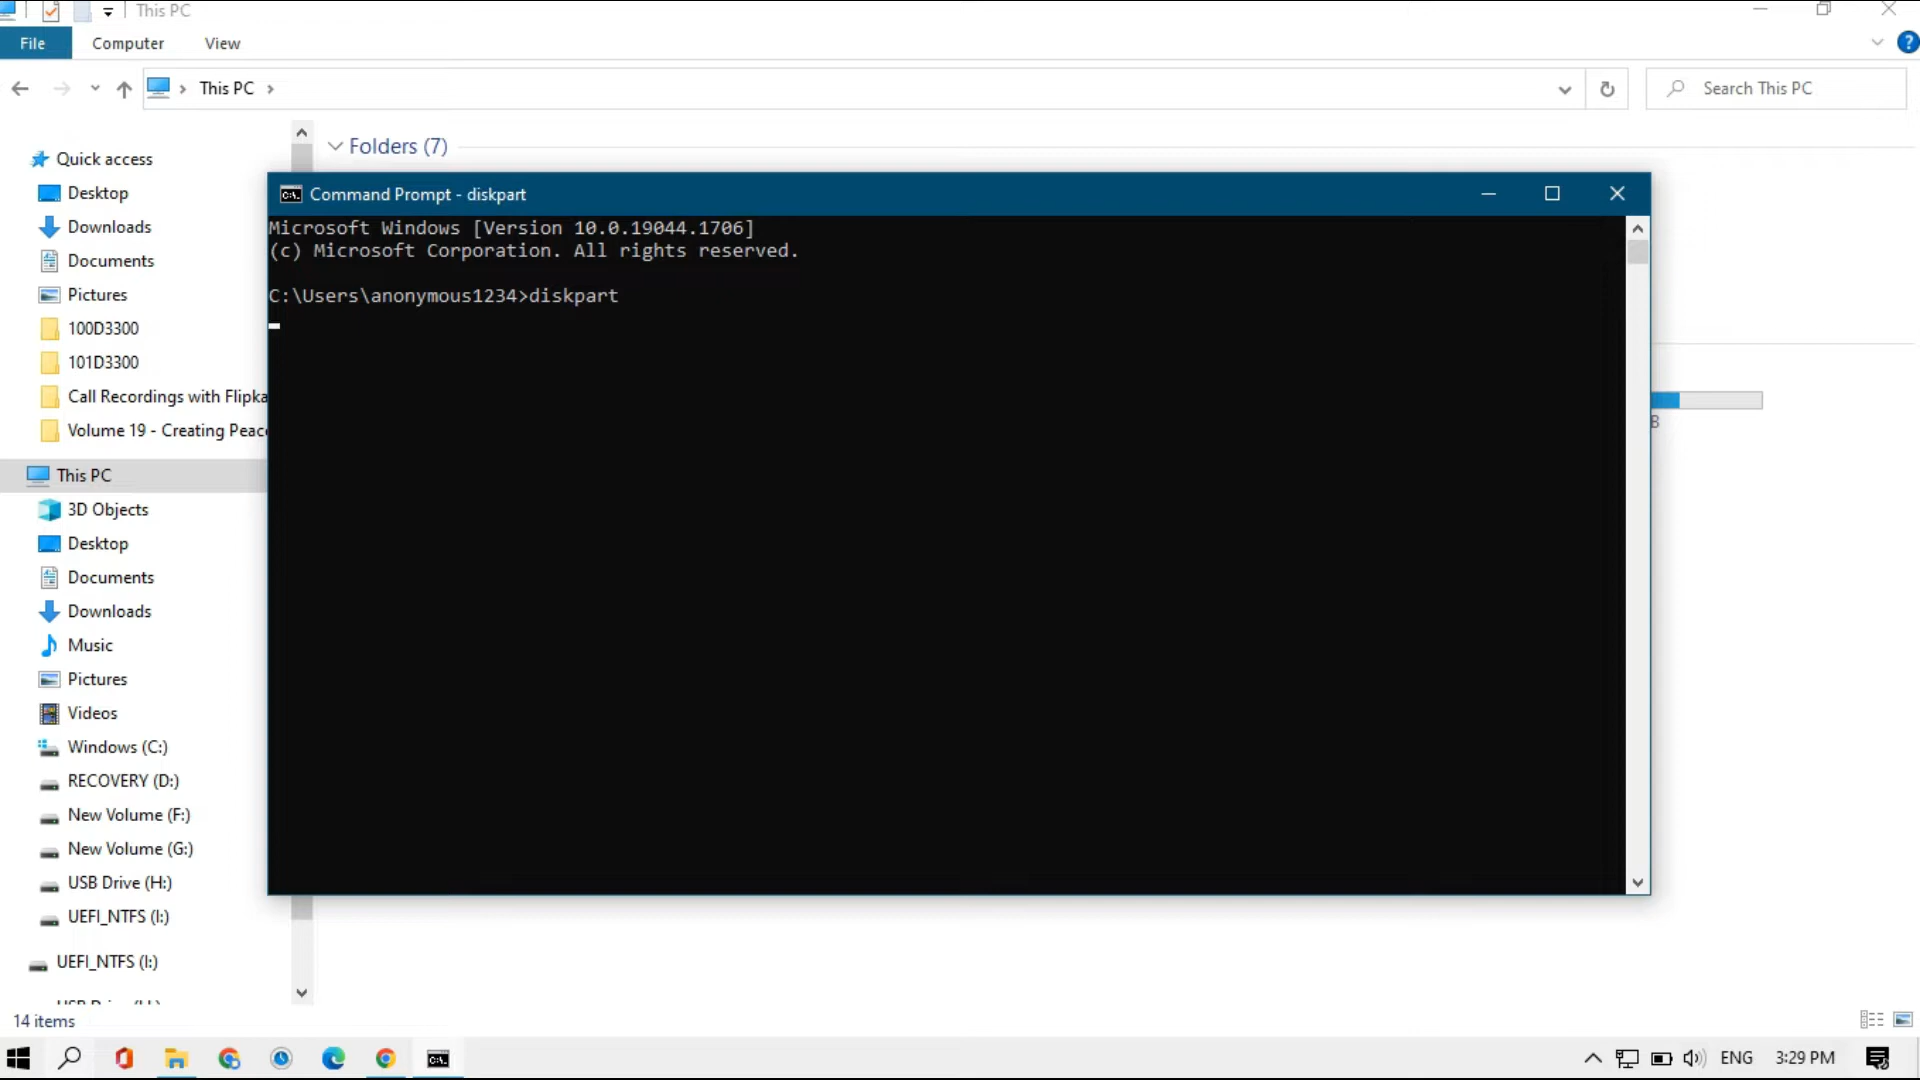 This PC
File
Computer
View
This PC
Search This PC
Quick access
Desktop
Downloads
Documents
Pictures
100D3300
101D3300
Call Recordings with Flipka
Volume 19 - Creating Peac
This PC
3D Objects
Desktop
Documents
Downloads
Music
Pictures
Videos
Windows (C:)
RECOVERY (D:)
New Volume (F:)
New Volume (G:)
USB Drive (H:)
UEFI_NTFS (I:)
UEFI_NTFS (I:)
14 items
Folders (7)
Command Prompt - diskpart
Microsoft Windows [Version 10.0.19044.1706]
(c) Microsoft Corporation. All rights reserved.
C:\Users\anonymous1234>diskpart
B
ENG
3:29 PM